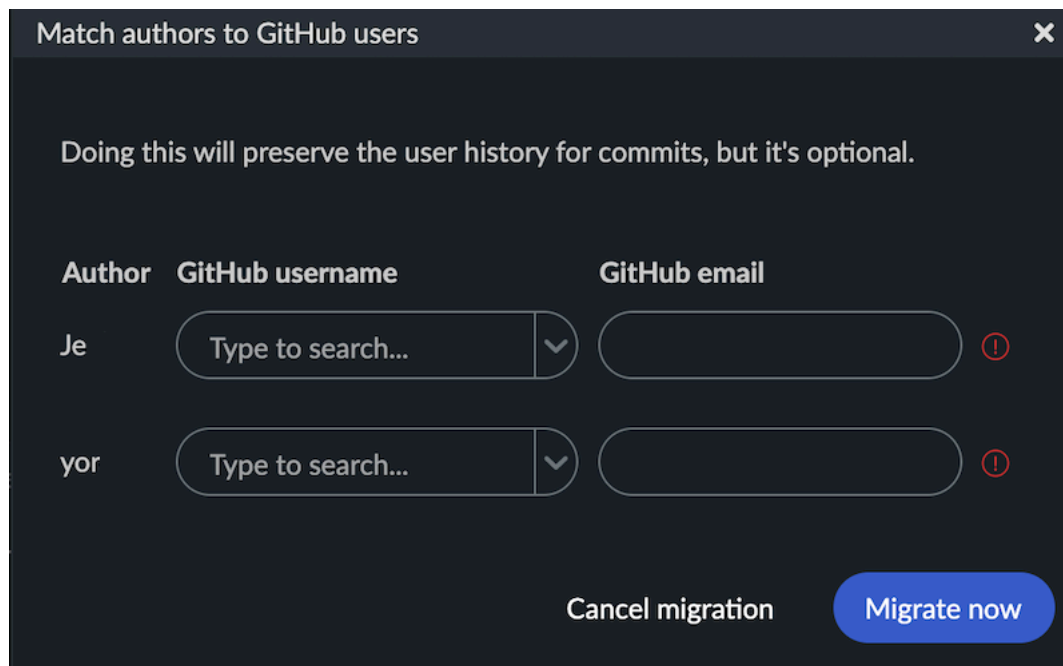 Match authors to GitHub users
Doing this will preserve the user history for commits, but it's optional.
Author GitHub username GitHub email
Je Type to search...
yor Type to search...
Cancel migration Migrate now